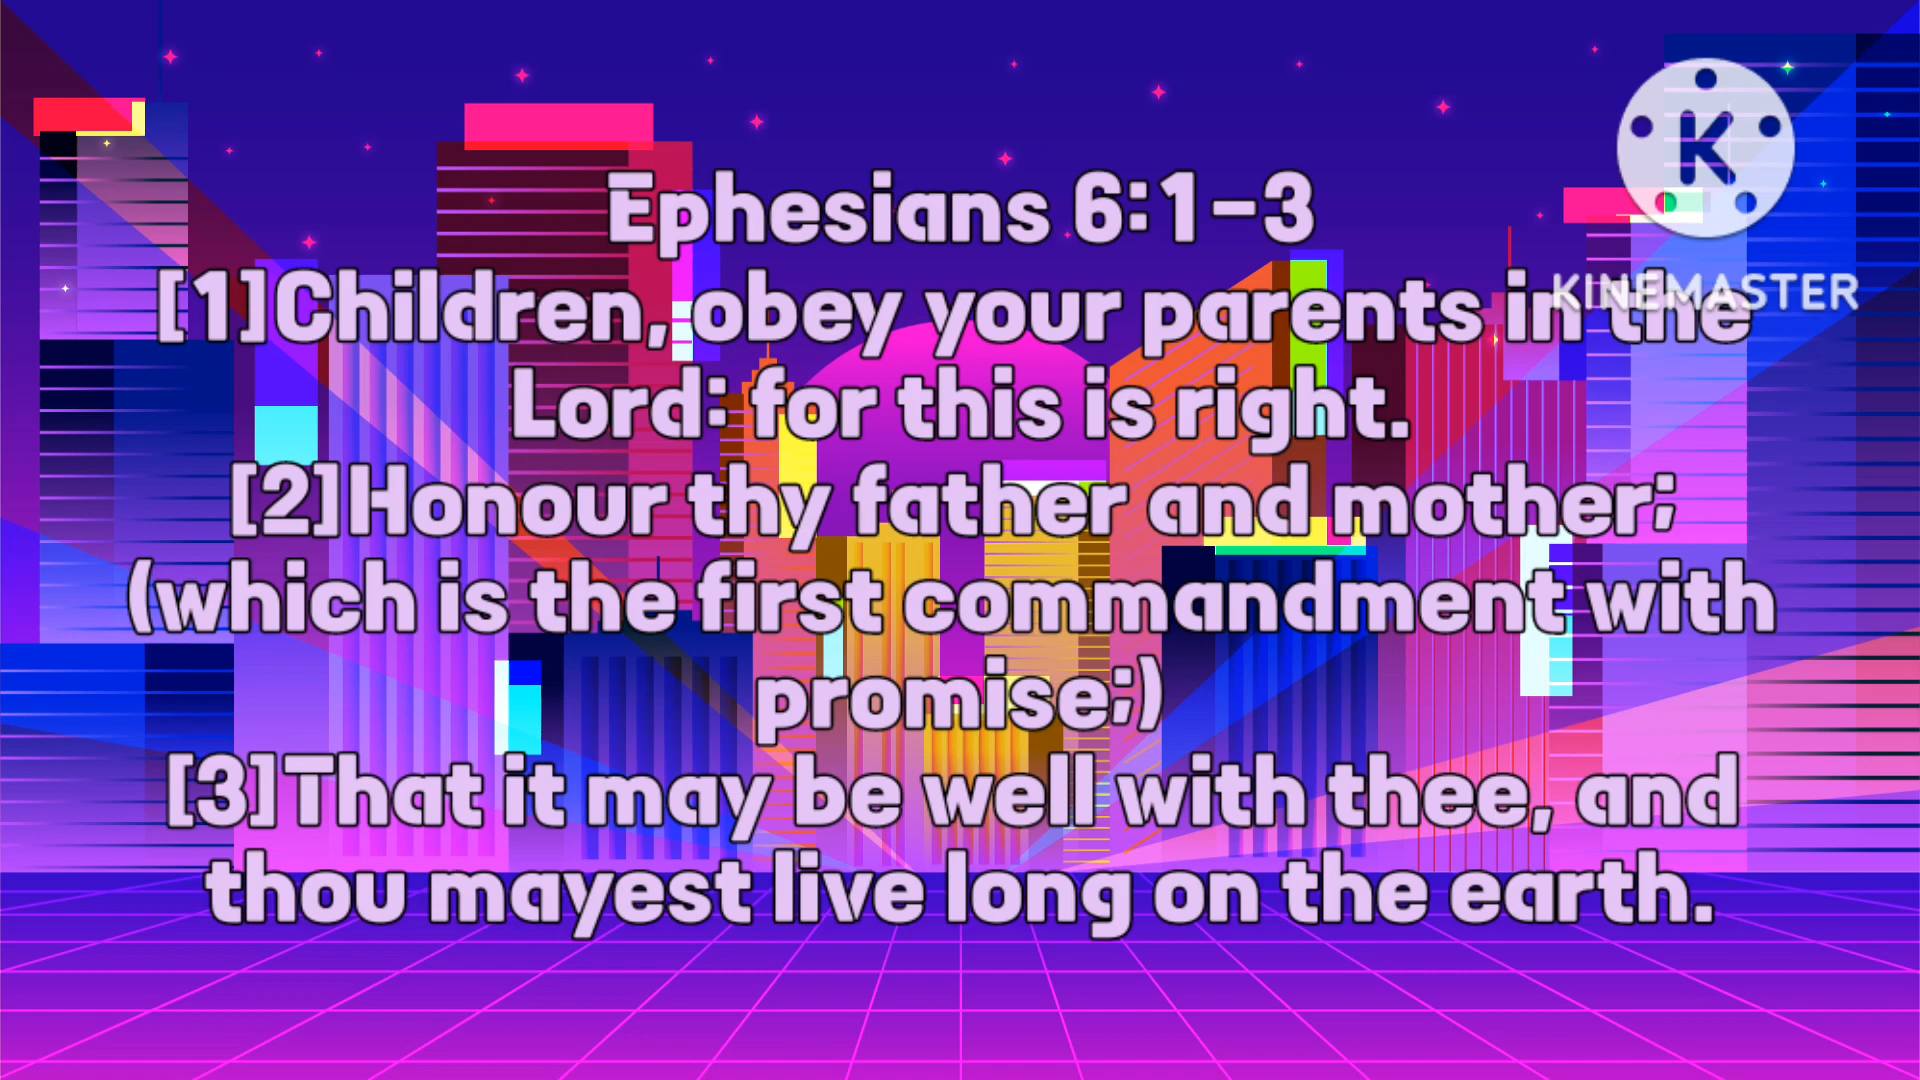 Ephesians 6:1-3
[1]Children, obey your parents in the
Lord: for this is right.
[2]Honour thy father and mother;
(which is the first commandment with
promise;)
[3]That it may be well with thee, and
thou mayest live long on the earth.
K
KINEMASTER